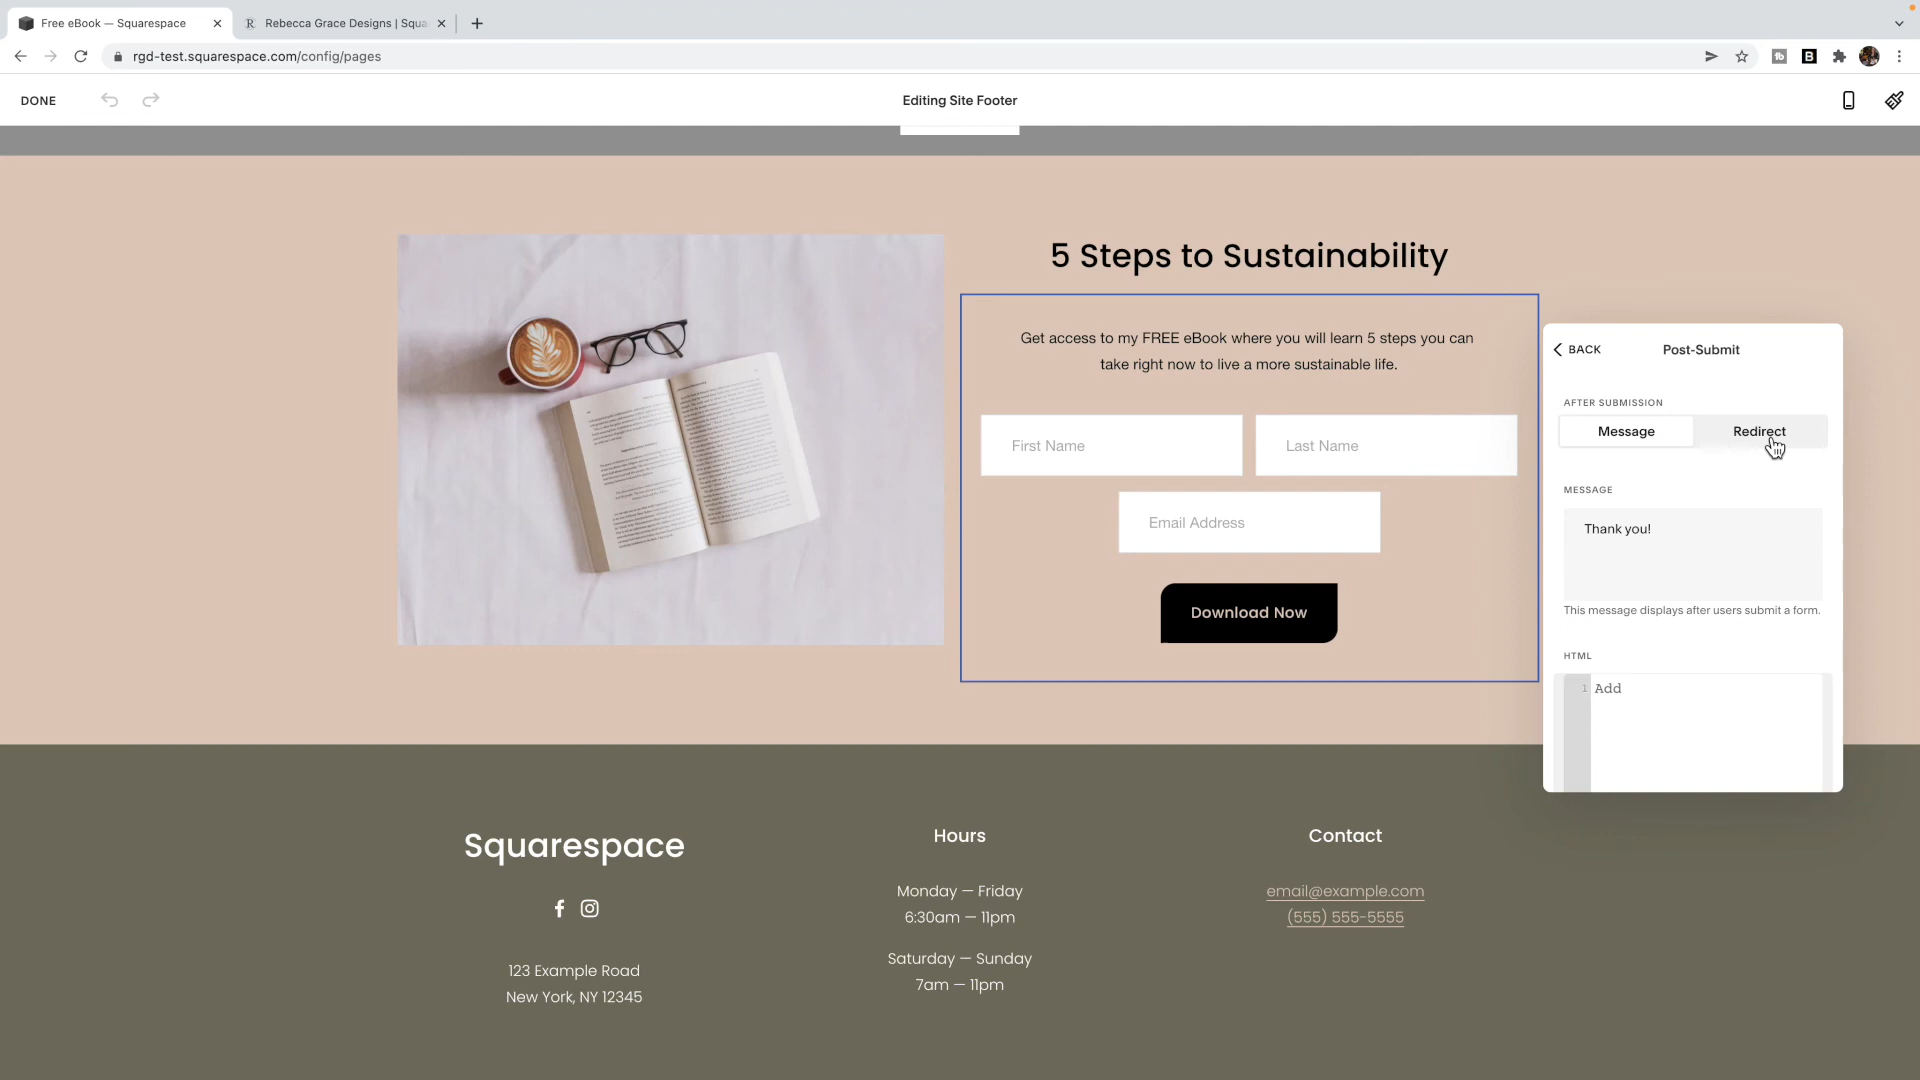 Free eBook — Squarespace
Rebecca Grace Designs | Squa
rgd-test.squarespace.com/config/pages
DONE
Editing Site Footer
5 Steps to Sustainability
Get access to my FREE eBook where you will learn 5 steps you can
take right now to live a more sustainable life.
First Name
Last Name
Email Address
Download Now
BACK
Post-Submit
AFTER SUBMISSION
Message
Redirect
MESSAGE
Thank you!
This message displays after users submit a form.
HTML
1 Add
Squarespace
123 Example Road
New York, NY 12345
Hours
Monday — Friday
6:30am — 11pm
Saturday — Sunday
7am — 11pm
Contact
email@example.com
(555) 555-5555